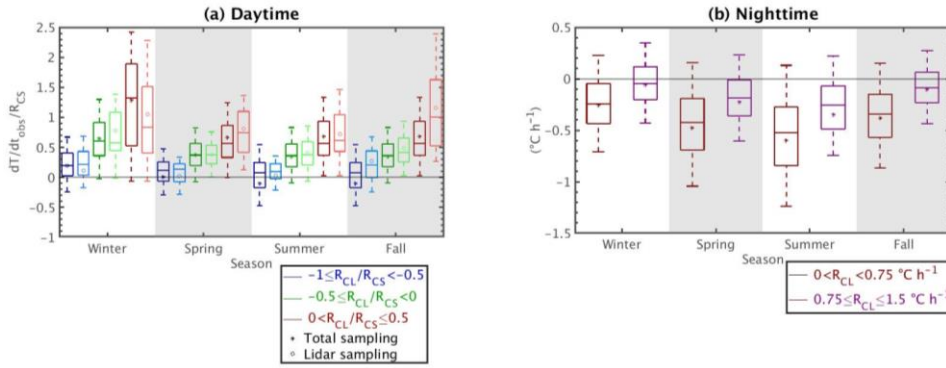 (a) Daytime
dT/dt_obs/R_CS
2.5
2
1.5
1
0.5
0
-0.5
-1
Winter
Spring
Summer
Fall
Season
−1≤R_CL/R_CS<−0.5
−0.5≤R_CL/R_CS<0
0<R_CL/R_CS≤0.5
Total sampling
Lidar sampling
(b) Nighttime
(°C h⁻¹)
0
-0.5
-1
-1.5
Winter
Spring
Summer
Fall
Season
0<R_CL<0.75 °C h⁻¹
0.75≤R_CL≤1.5 °C h⁻¹